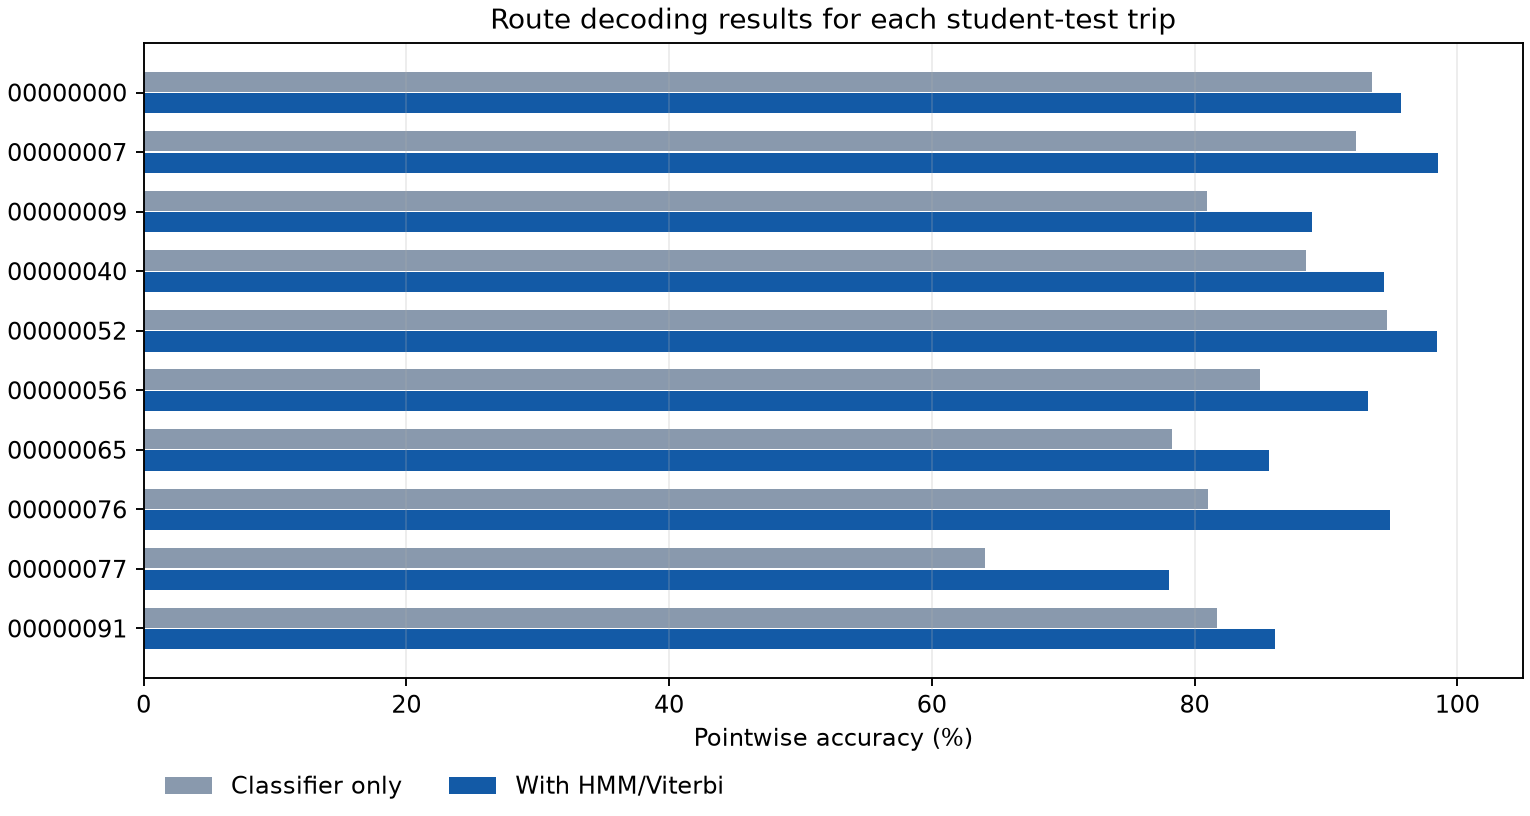 Route decoding results for each student-test trip
00000000
00000007
00000009
00000040
00000052
00000056
00000065
00000076
00000077
00000091
0 20 40 60 80 100
Pointwise accuracy (%)
Classifier only With HMM/Viterbi